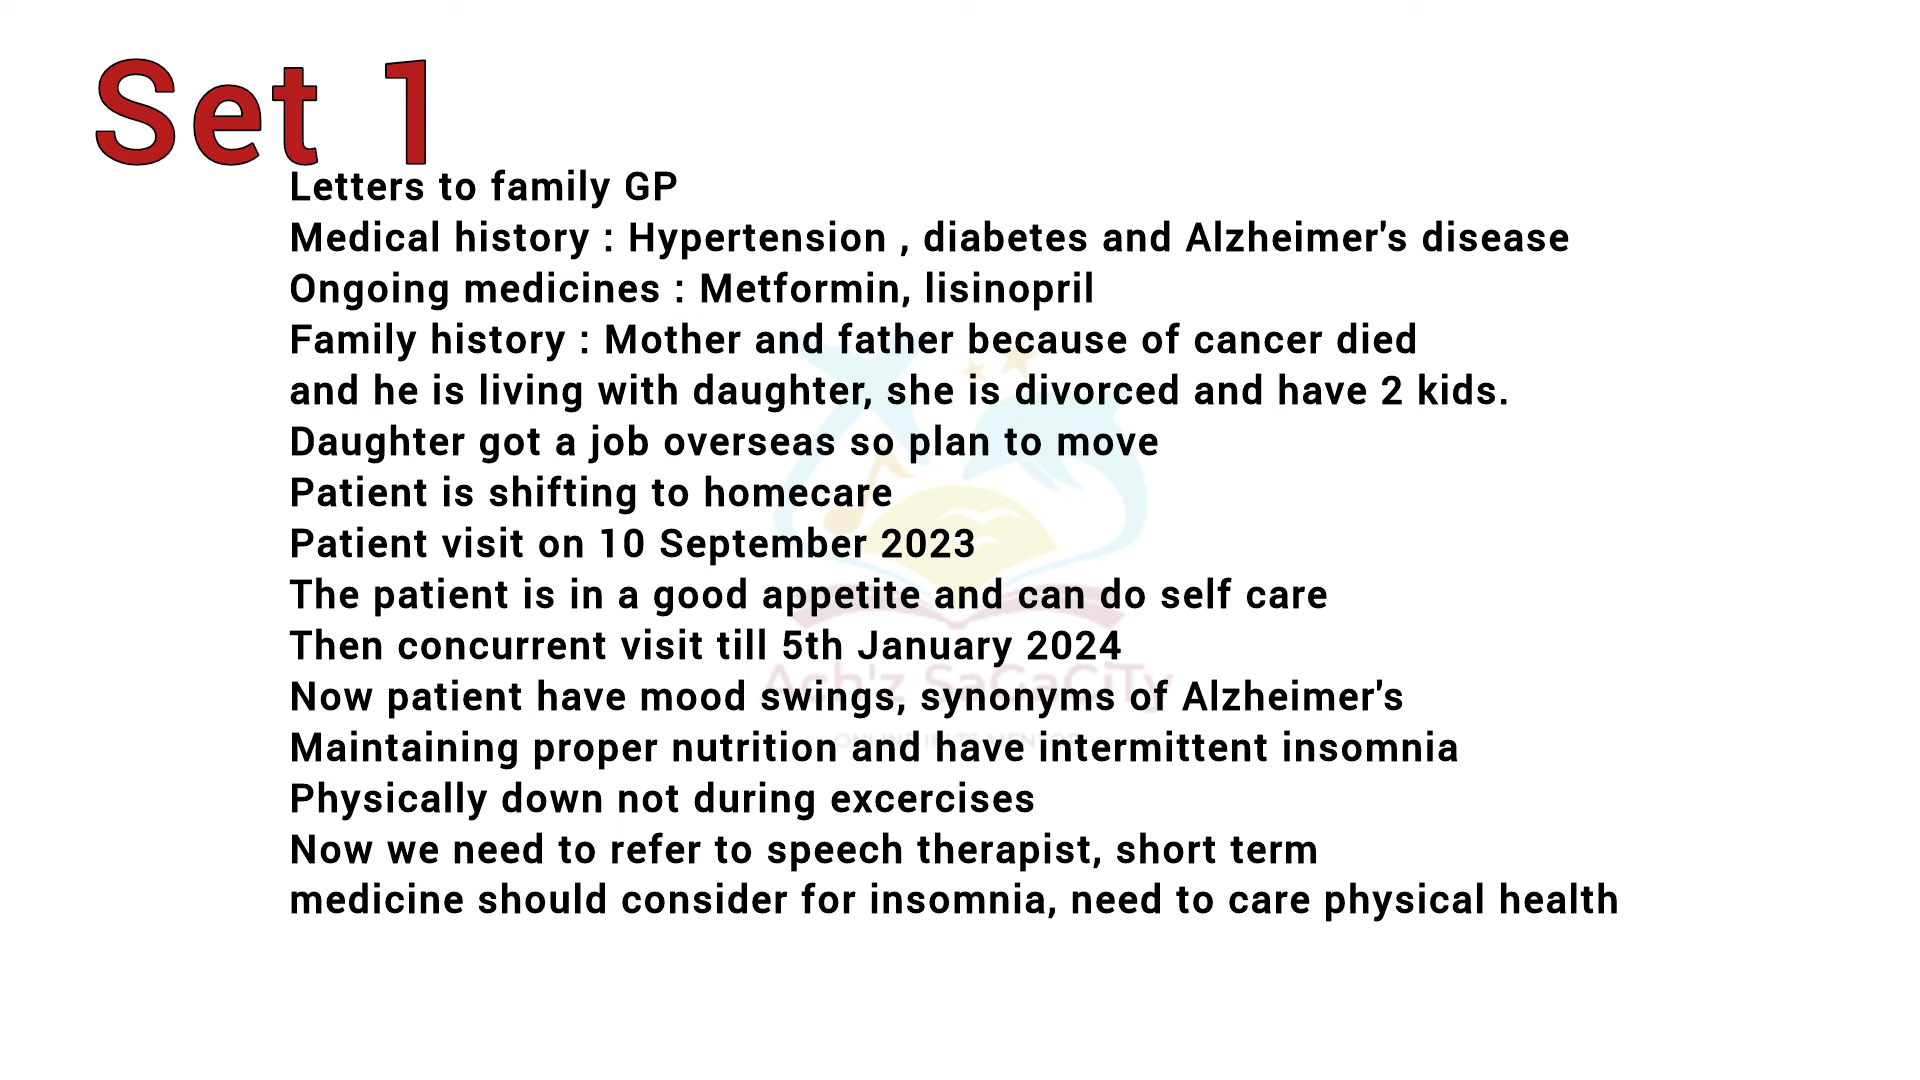 Set 1
Letters to family GP
Medical history : Hypertension , diabetes and Alzheimer's disease
Ongoing medicines : Metformin, lisinopril
Family history : Mother and father because of cancer died
and he is living with daughter, she is divorced and have 2 kids.
Daughter got a job overseas so plan to move
Patient is shifting to homecare
Patient visit on 10 September 2023
The patient is in a good appetite and can do self care
Then concurrent visit till 5th January 2024
Ach'z SaGaCiTy
Now patient have mood swings, synonyms of Alzheimer's
Maintaining proper nutrition and have intermittent insomnia
Physically down not during excercises
Now we need to refer to speech therapist, short term
medicine should consider for insomnia, need to care physical health